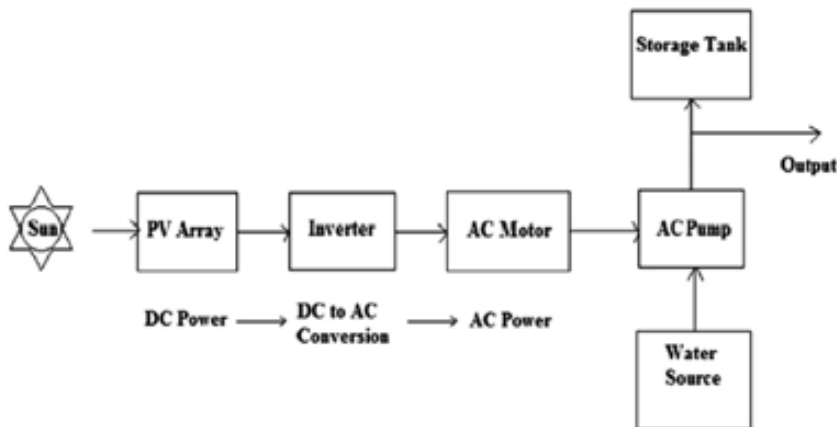 Storage Tank
Output
Sun
PV Array
Inverter
AC Motor
AC Pump
DC Power
DC to AC
Conversion
AC Power
Water
Source